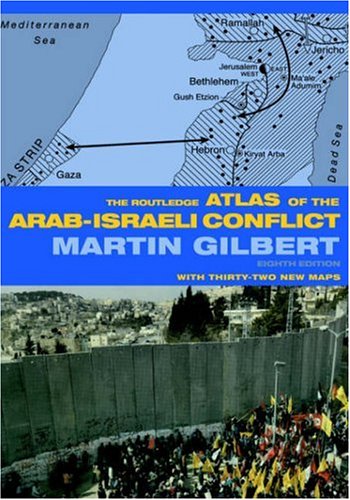 Mediterranean
Sea
Ramallah
Jericho
Jerusalem
WEST
EAST
Ma'ale
Adumim
Bethlehem
Gush Etzion
Hebron
Kiryat Arba
Dead Sea
ZA STRIP
Gaza
THE ROUTLEDGE ATLAS OF THE
ARAB-ISRAELI CONFLICT
MARTIN GILBERT
EIGHTH EDITION
WITH THIRTY-TWO NEW MAPS